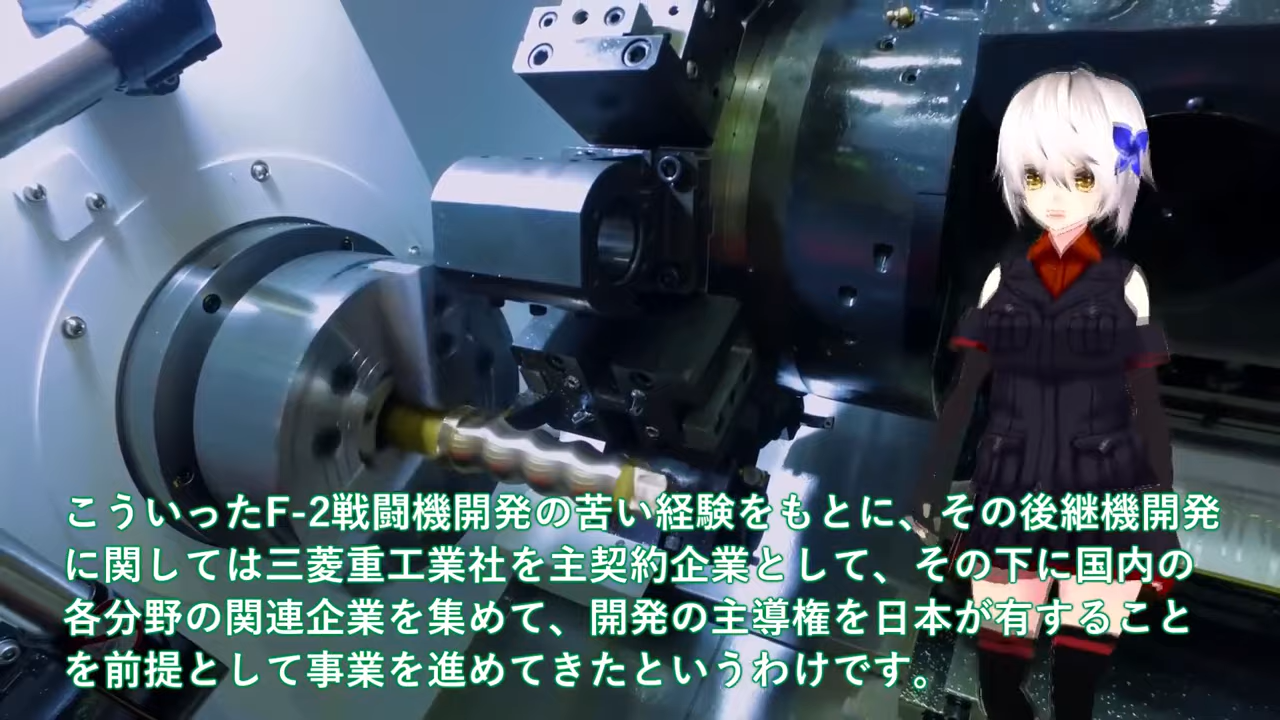 こういったF-2戦闘機開発の苦い経験をもとに、その後継機開発
に関しては三菱重工業社を主契約企業として、その下に国内の
各分野の関連企業を集めて、開発の主導権を日本が有すること
を前提として事業を進めてきたというわけです。